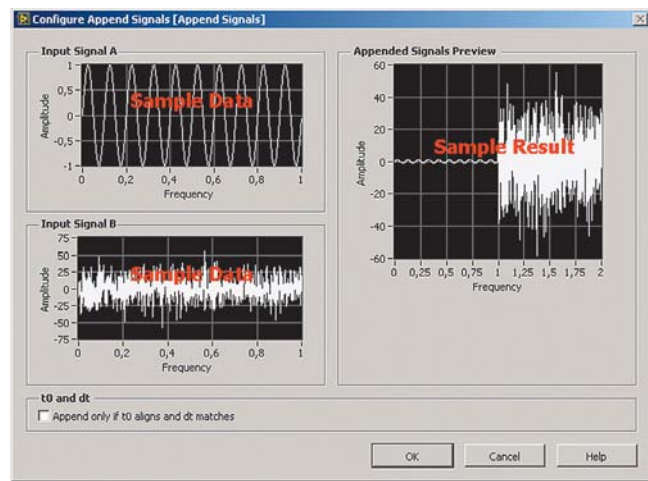 Configure Append Signals [Append Signals]
Input Signal A
1
0,5
0
-0,5
-1
Amplitude
Sample Data
0 0,2 0,4 0,6 0,8 1
Frequency
Input Signal B
75
50
25
0
-25
-50
-75
Amplitude
Sample Data
0 0,2 0,4 0,6 0,8 1
Frequency
Appended Signals Preview
60
40
20
0
-20
-40
-60
Amplitude
Sample Result
0 0,25 0,5 0,75 1 1,25 1,5 1,75 2
Frequency
t0 and dt
Append only if t0 aligns and dt matches
OK Cancel Help